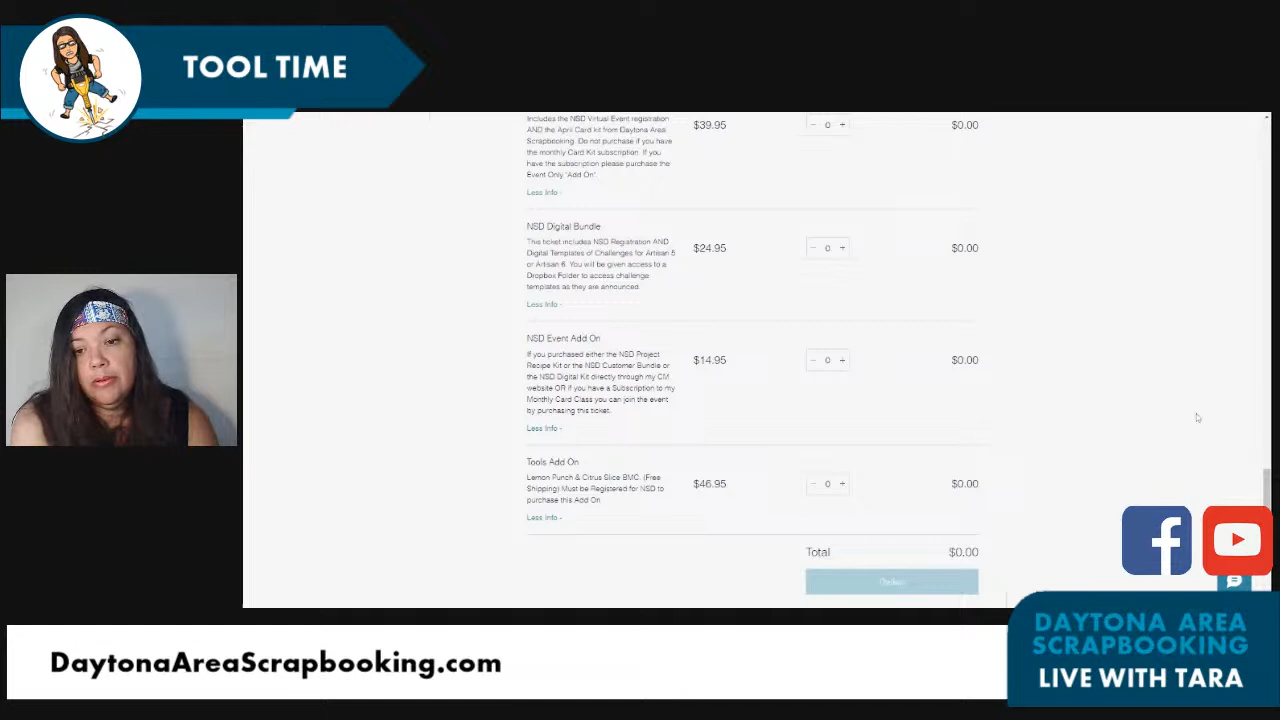 TOOL TIME
Includes the NSD Virtual Event registration
AND the April Card kit from Daytona Area
Scrapbooking. Do not purchase if you have
the monthly Card Kit subscription. If you
have the subscription please purchase the
Event Only "Add On".
Less Info -
$39.95
− 0 +
$0.00
NSD Digital Bundle
This ticket includes NSD Registration AND
Digital Templates of Challenges for Artisan 5
or Artisan 6. You will be given access to a
Dropbox Folder to access challenge
templates as they are announced.
Less Info -
$24.95
− 0 +
$0.00
NSD Event Add On
If you purchased either the NSD Project
Recipe Kit or the NSD Customer Bundle or
the NSD Digital Kit directly through my CM
website OR if you have a Subscription to my
Monthly Card Class you can join the event
by purchasing this ticket.
Less Info -
$14.95
− 0 +
$0.00
Tools Add On
Lemon Punch & Citrus Slice BMC. (Free
Shipping) Must be Registered for NSD to
purchase this Add On
Less Info -
$46.95
− 0 +
$0.00
Total $0.00
DaytonaAreaScrapbooking.com
DAYTONA AREA
SCRAPBOOKING
LIVE WITH TARA